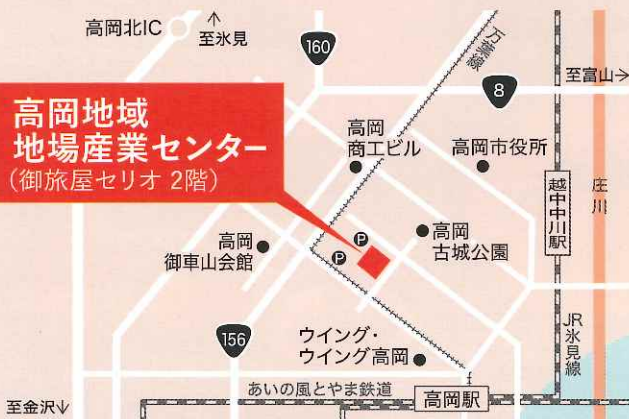 高岡北IC
↑
至氷見
160
万葉線
8
至富山→
高岡地域
地場産業センター
(御旅屋セリオ 2階)
高岡
商工ビル
高岡市役所
越中中川駅
庄川
高岡
御車山会館
P
P
高岡
古城公園
156
ウイング・
ウイング高岡
JR氷見線
あいの風とやま鉄道
高岡駅
至金沢↓